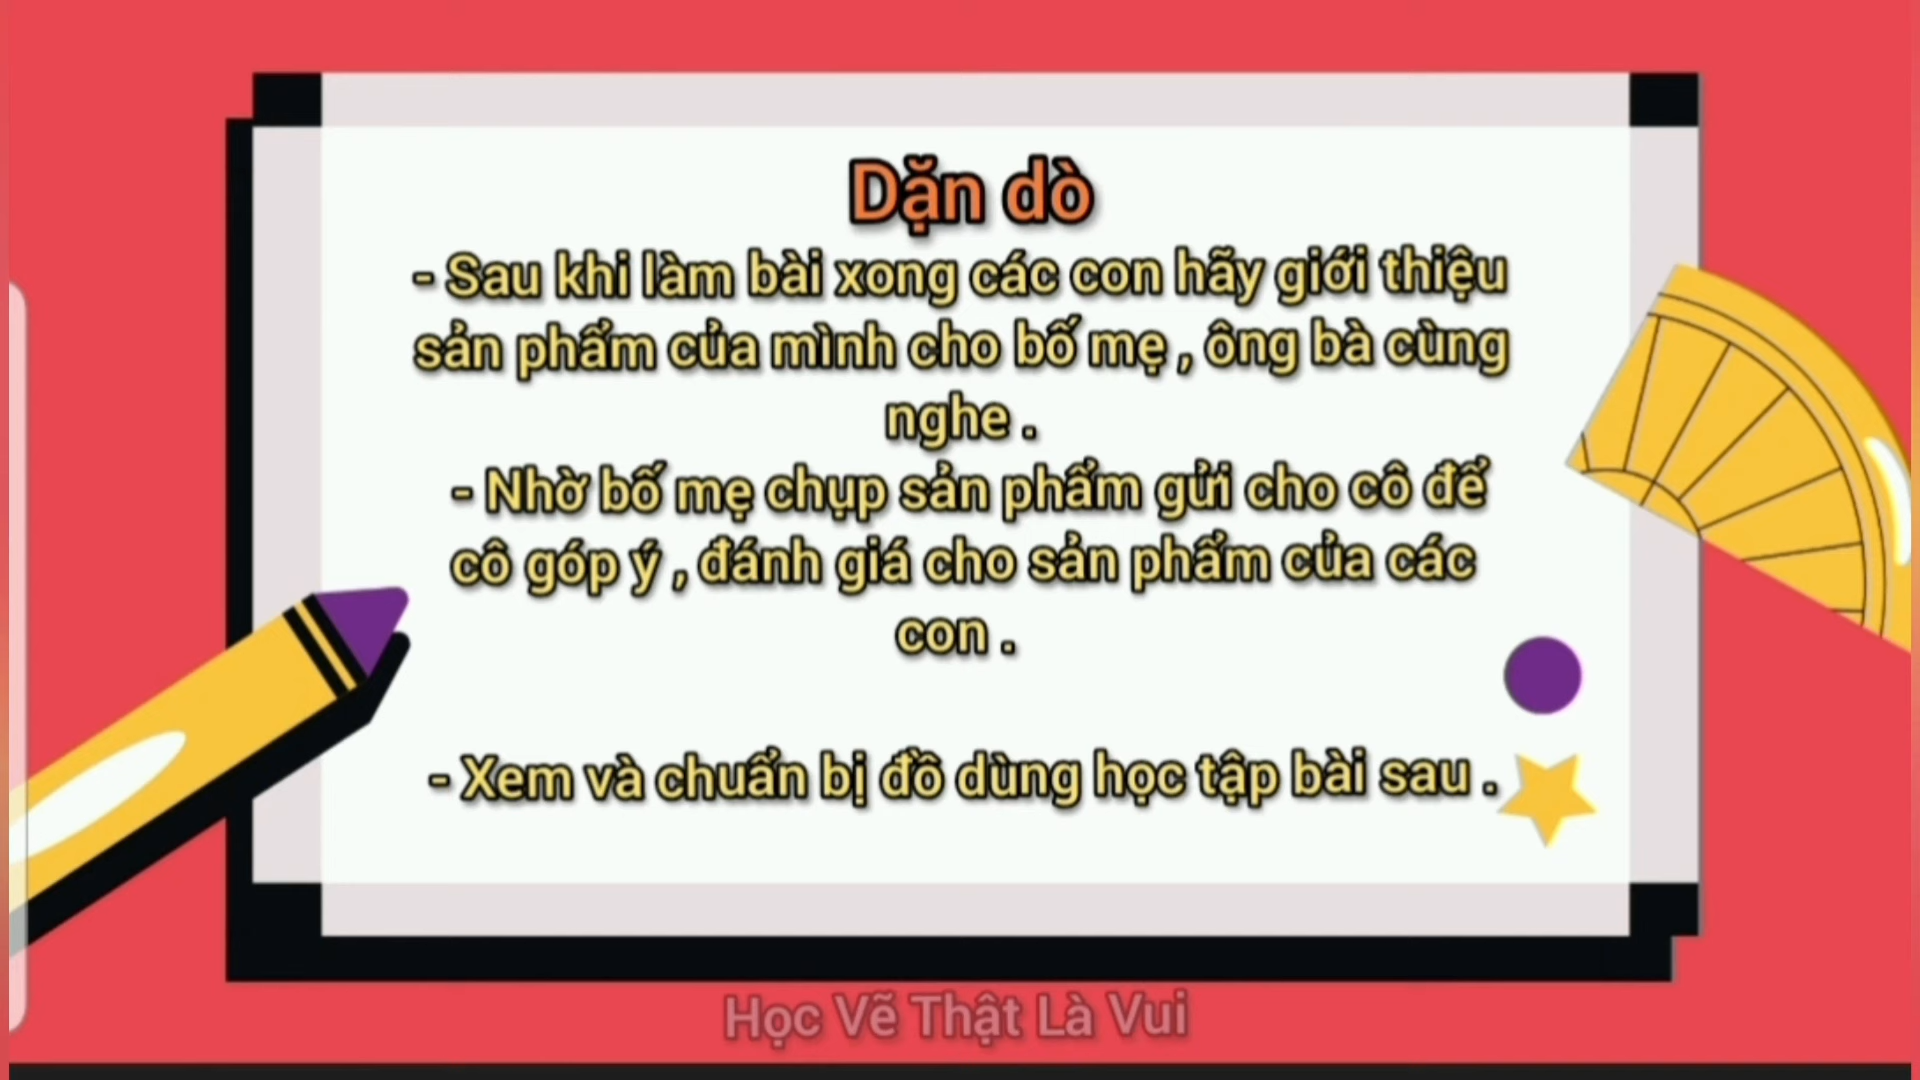 Dặn dò
- Sau khi làm bài xong các con hãy giới thiệu
sản phẩm của mình cho bố mẹ , ông bà cùng
nghe .
- Nhờ bố mẹ chụp sản phẩm gửi cho cô để
cô góp ý , đánh giá cho sản phẩm của các
con .
- Xem và chuẩn bị đồ dùng học tập bài sau .
Học Vẽ Thật Là Vui